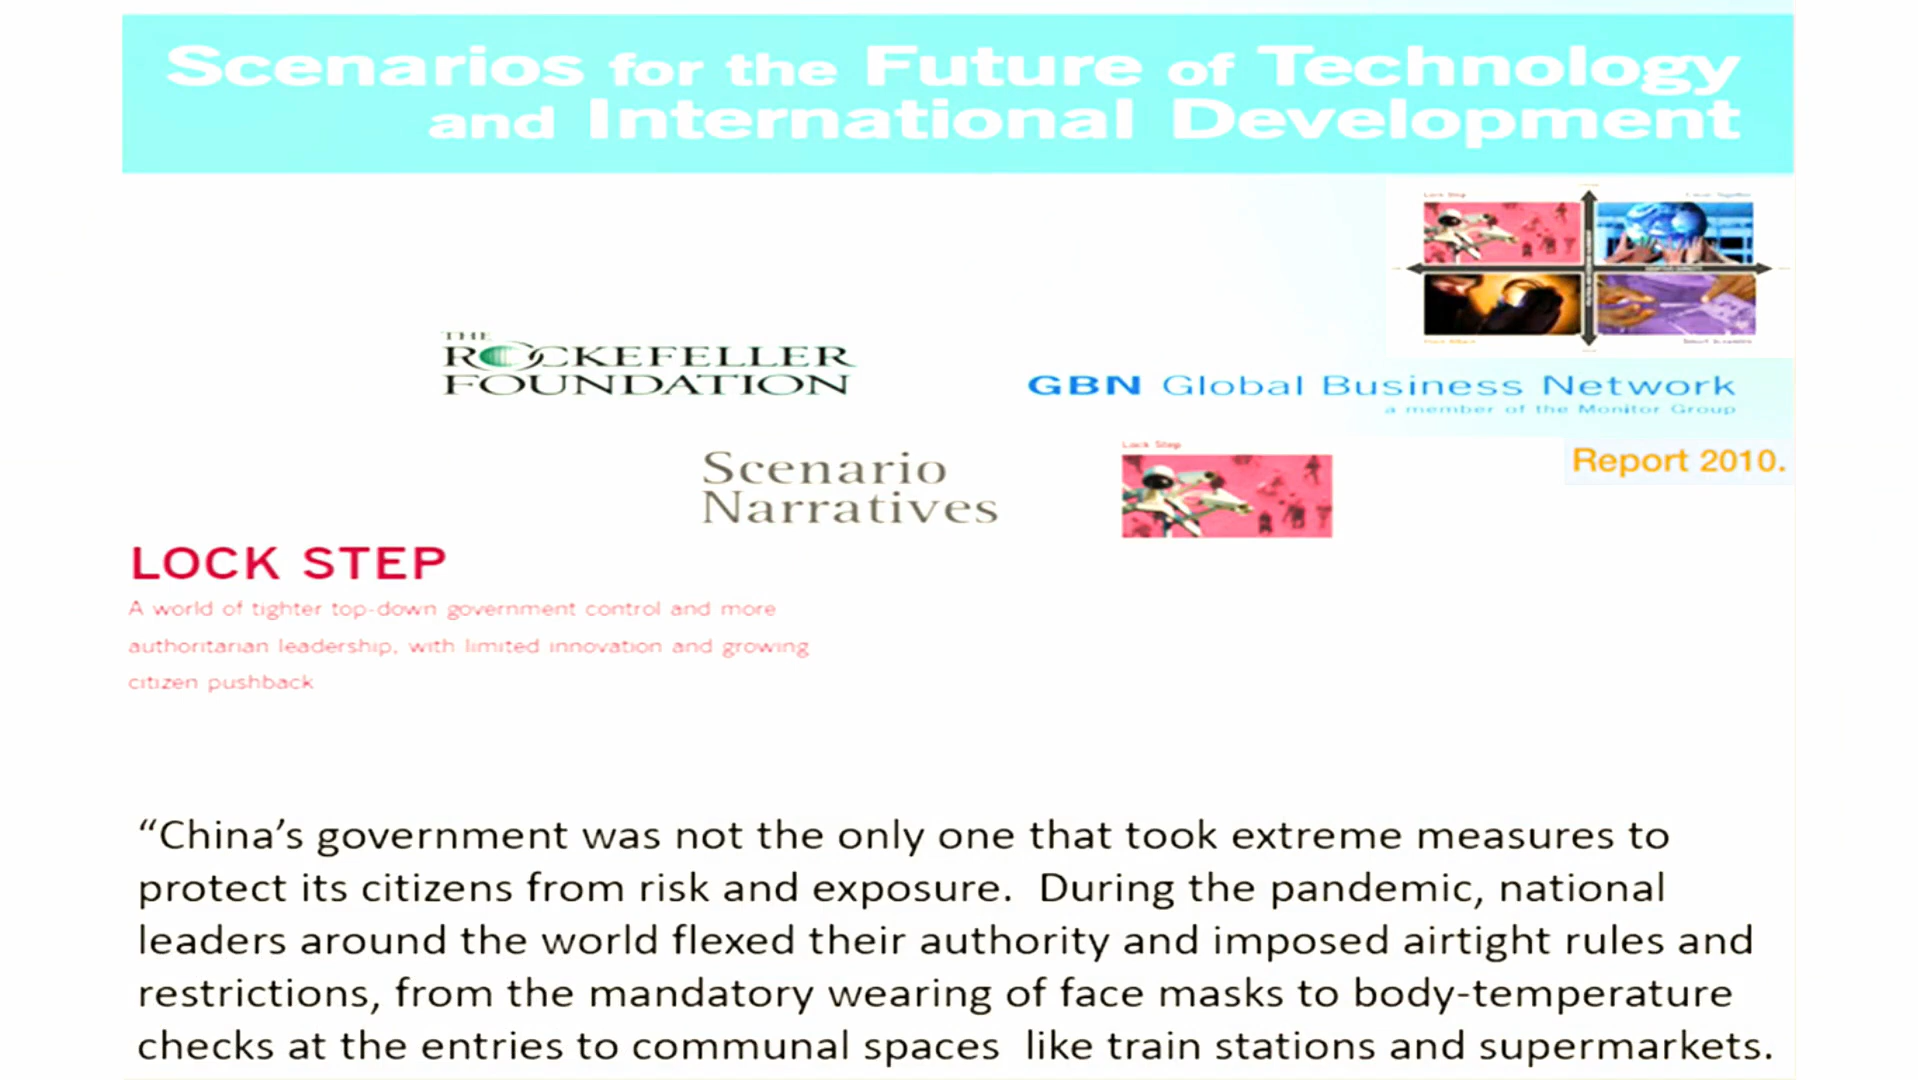 Scenarios for the Future of Technology
and International Development
Lock Step
THE
ROCKEFELLER
FOUNDATION
GBN Global Business Network
a member of the Monitor Group
Scenario
Narratives
Lock Step
Report 2010.
LOCK STEP
A world of tighter top-down government control and more
authoritarian leadership, with limited innovation and growing
citizen pushback
“China’s government was not the only one that took extreme measures to
protect its citizens from risk and exposure. During the pandemic, national
leaders around the world flexed their authority and imposed airtight rules and
restrictions, from the mandatory wearing of face masks to body-temperature
checks at the entries to communal spaces like train stations and supermarkets.